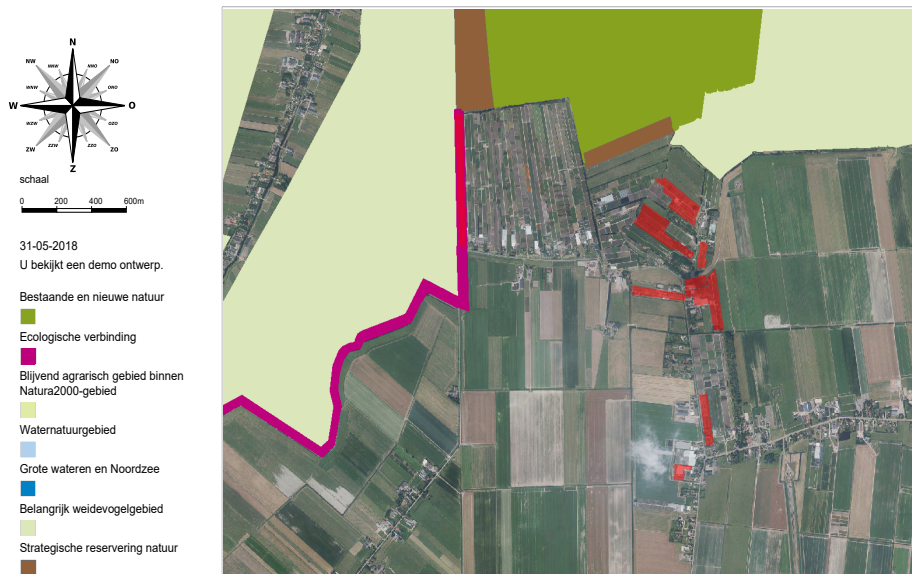 N
NNW
NNO
NW
NO
WNW
ONO
W
O
WZW
OZO
ZW
ZO
ZZW
ZZO
Z
schaal
0 200 400 600m
31-05-2018
U bekijkt een demo ontwerp.
Bestaande en nieuwe natuur
Ecologische verbinding
Blijvend agrarisch gebied binnen
Natura2000-gebied
Waternatuurgebied
Grote wateren en Noordzee
Belangrijk weidevogelgebied
Strategische reservering natuur